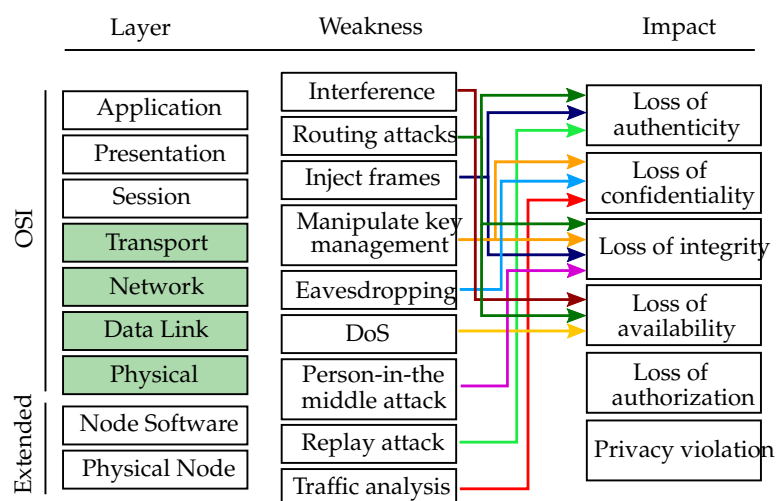 Layer
Weakness
Impact
OSI
Application
Presentation
Session
Transport
Network
Data Link
Physical
Extended
Node Software
Physical Node
Interference
Routing attacks
Inject frames
Manipulate key
management
Eavesdropping
DoS
Person-in-the
middle attack
Replay attack
Traffic analysis
Loss of
authenticity
Loss of
confidentiality
Loss of integrity
Loss of
availability
Loss of
authorization
Privacy violation